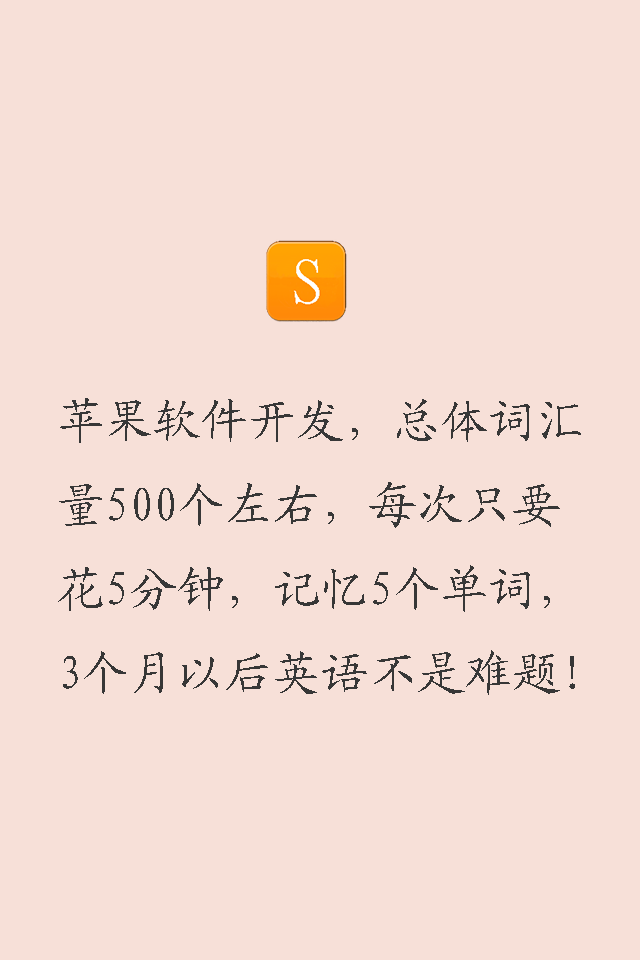 S
苹果软件开发，总体词汇
量500个左右，每次只要
花5分钟，记忆5个单词，
3个月以后英语不是难题！